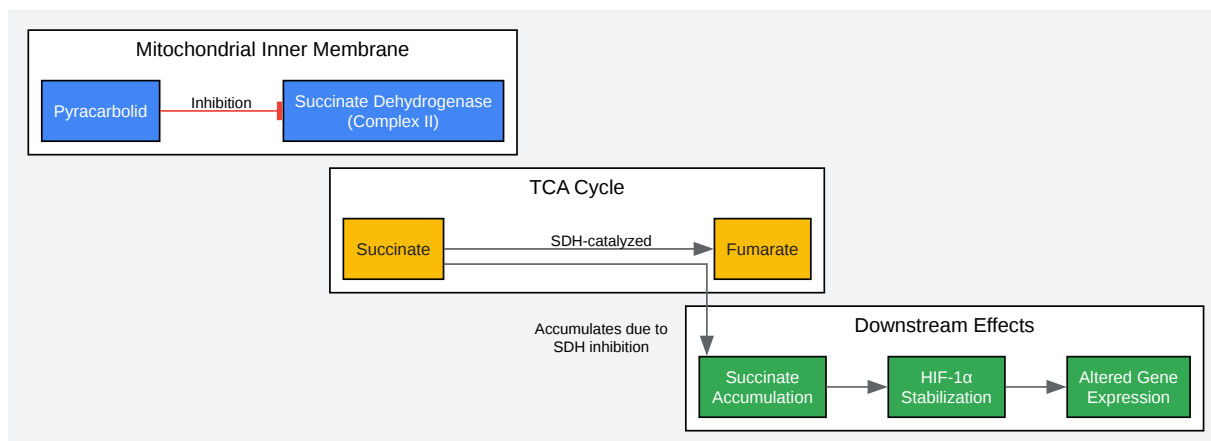 Mitochondrial Inner Membrane
Pyracarbolid
Inhibition
Succinate Dehydrogenase
(Complex II)
TCA Cycle
Succinate
SDH-catalyzed
Fumarate
Accumulates due to
SDH inhibition
Downstream Effects
Succinate
Accumulation
HIF-1α
Stabilization
Altered Gene
Expression